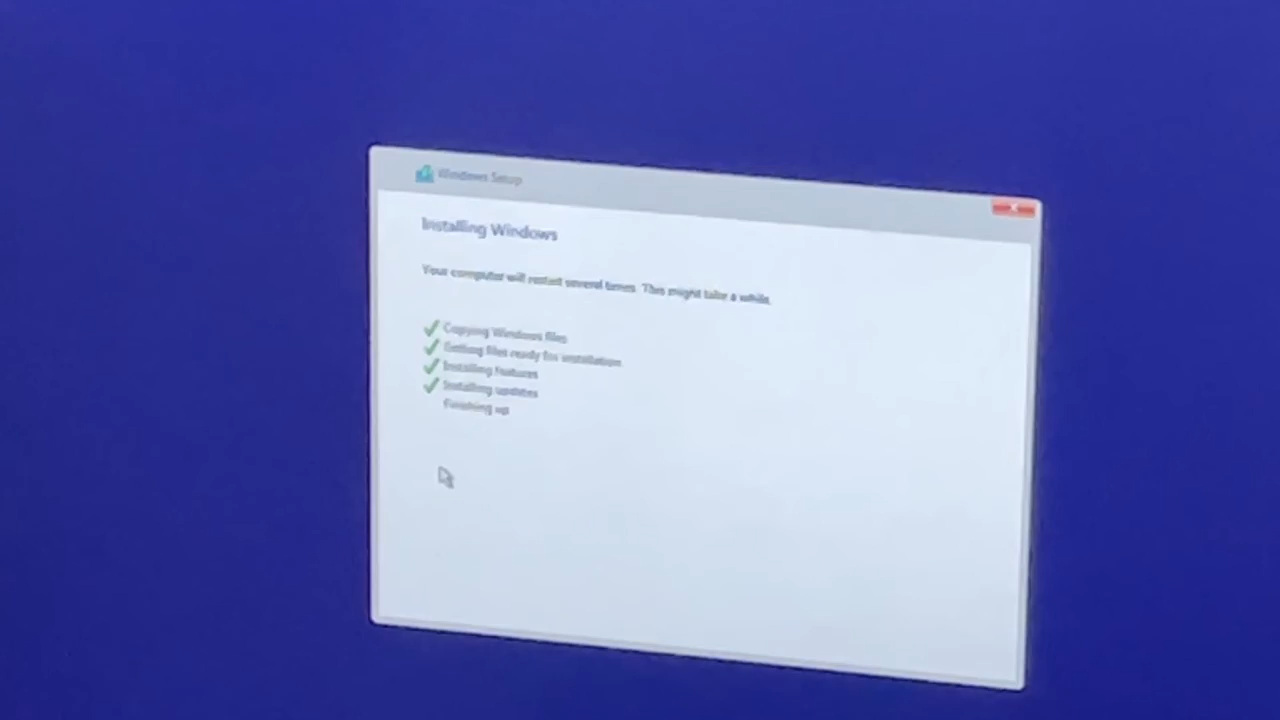 Windows Setup
Installing Windows
Your computer will restart several times. This might take a while.
Copying Windows files
Getting files ready for installation
Installing features
Installing updates
Finishing up